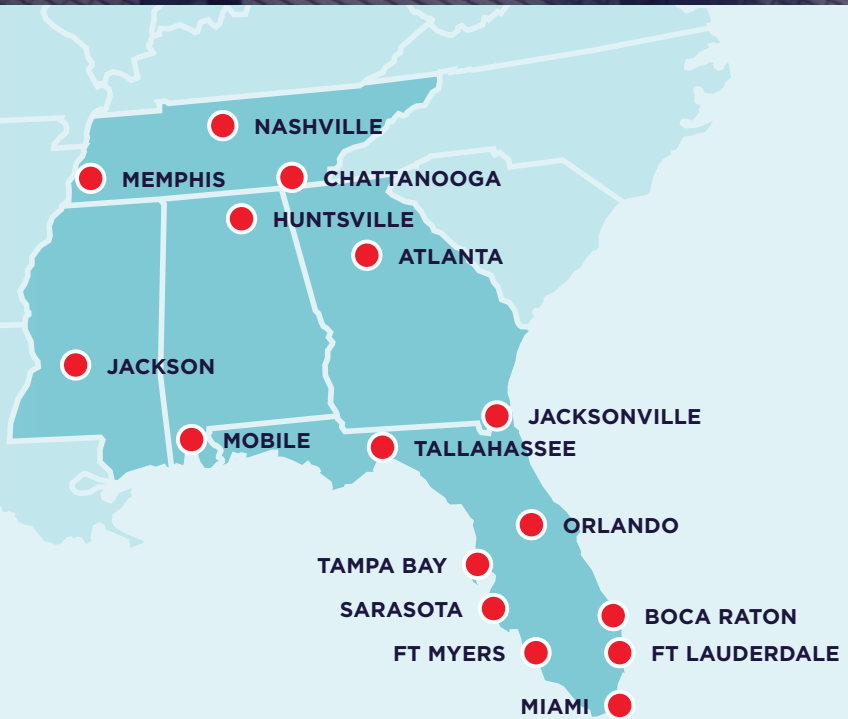 NASHVILLE
MEMPHIS
CHATTANOOGA
HUNTSVILLE
ATLANTA
JACKSON
JACKSONVILLE
MOBILE
TALLAHASSEE
ORLANDO
TAMPA BAY
SARASOTA
BOCA RATON
FT MYERS
FT LAUDERDALE
MIAMI